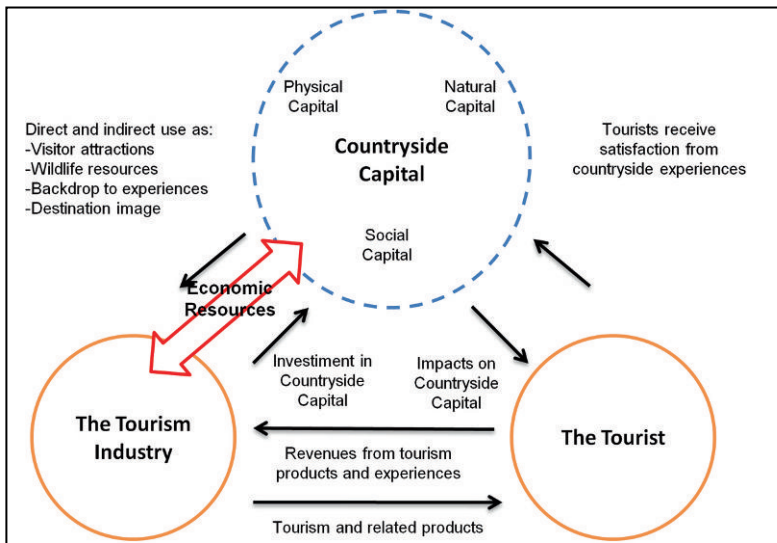 Physical
Capital
Natural
Capital
Countryside
Capital
Social
Capital
Direct and indirect use as:
-Visitor attractions
-Wildlife resources
-Backdrop to experiences
-Destination image
Tourists receive
satisfaction from
countryside experiences
Economic
Resources
Investiment in
Countryside
Capital
Impacts on
Countryside
Capital
The Tourism
Industry
The Tourist
Revenues from tourism
products and experiences
Tourism and related products